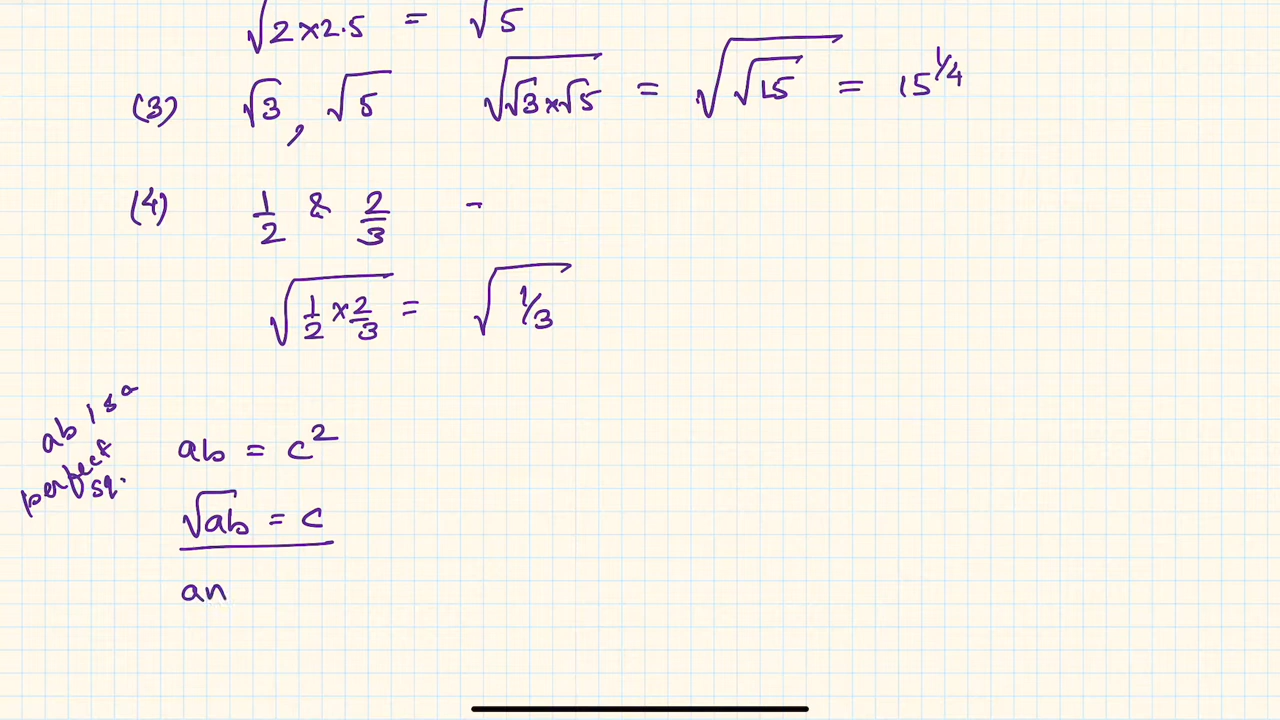 √2×2.5 = √5
(3) √3, √5 √√3×√5 = √√15 = 15^1/4
(4) 1/2 & 2/3 -
√1/2×2/3 = √1/3
ab is a
perfect
sq.
ab = c²
√ab = c
an